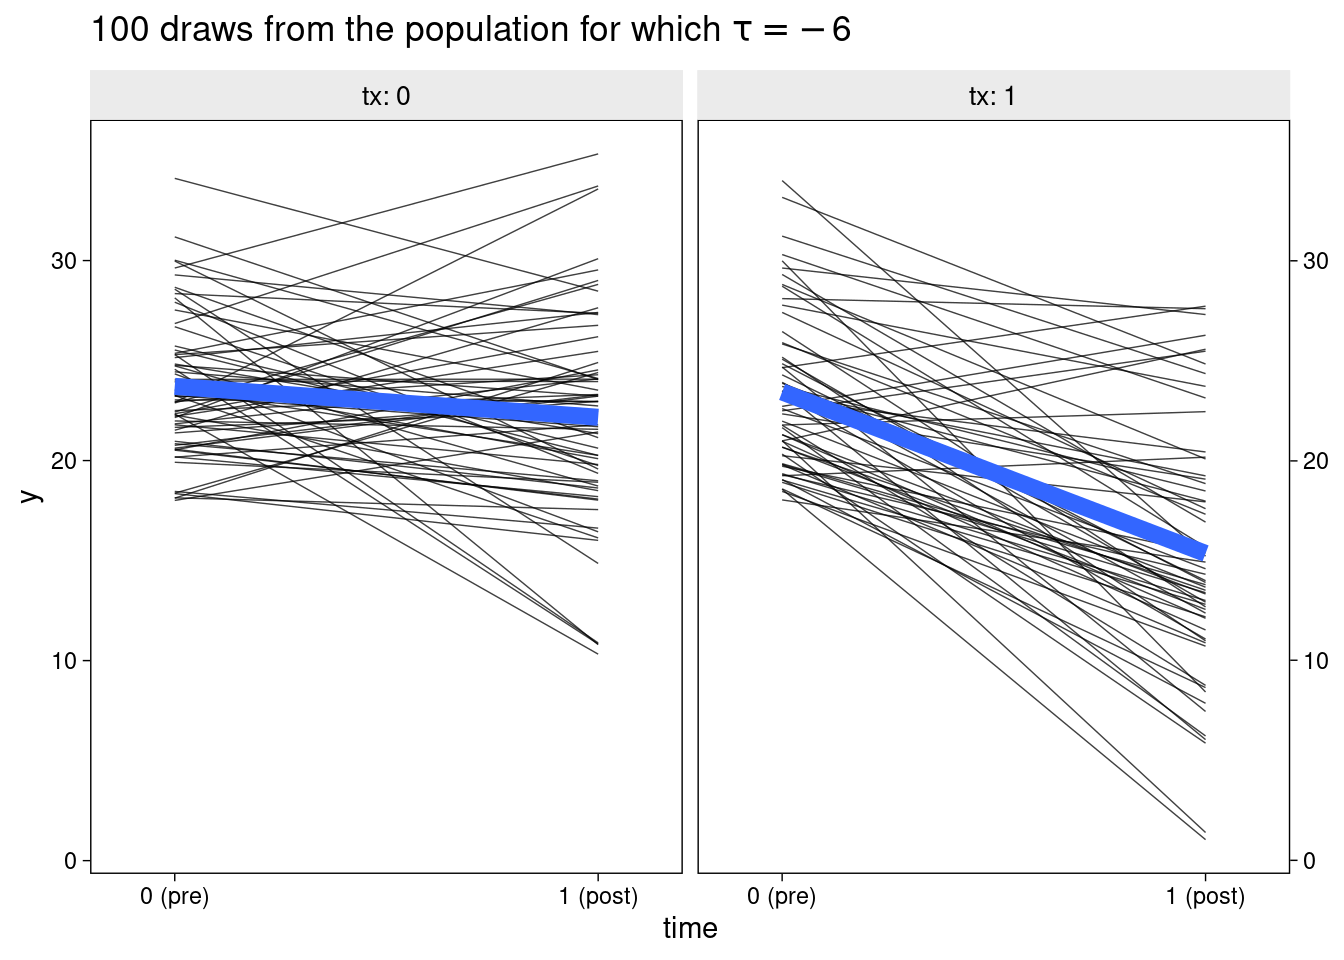 100 draws from the population for which τ = − 6
tx: 0
tx: 1
30
20
10
0
y
30
20
10
0
0 (pre)
1 (post)
0 (pre)
1 (post)
time